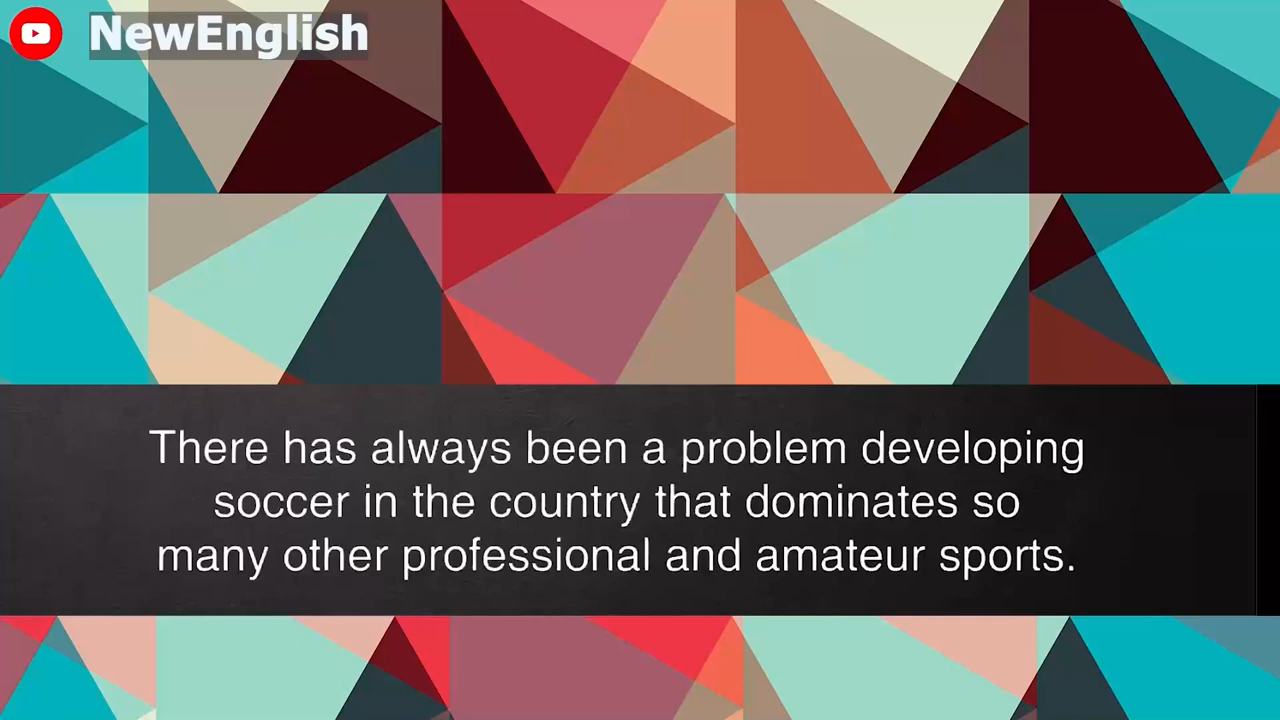 NewEnglish
There has always been a problem developing
soccer in the country that dominates so
many other professional and amateur sports.